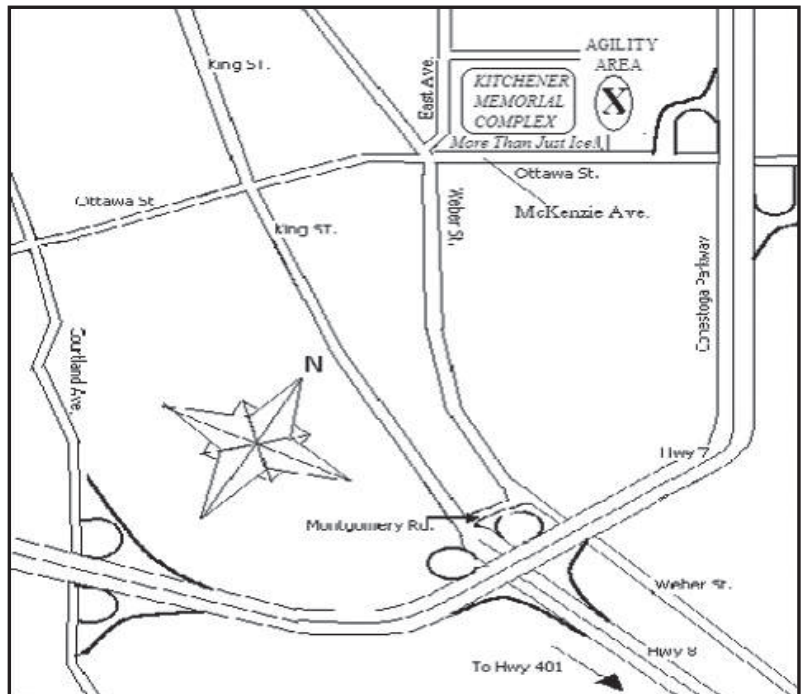 King ST.
East Ave.
AGILITY
AREA
KITCHENER
MEMORIAL
COMPLEX
X
More Than Just Ice!
Ottawa St.
McKenzie Ave.
Ottawa St
King ST.
Weber St.
Conestoga Parkway
Courtland Ave.
N
Hwy 7
Montgomery Rd.
Weber St.
Hwy 8
To Hwy 401